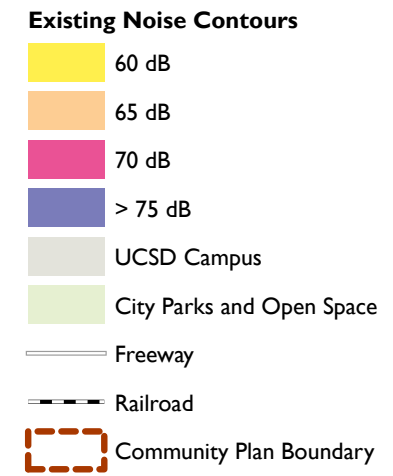 Existing Noise Contours
60 dB
65 dB
70 dB
> 75 dB
UCSD Campus
City Parks and Open Space
Freeway
Railroad
Community Plan Boundary